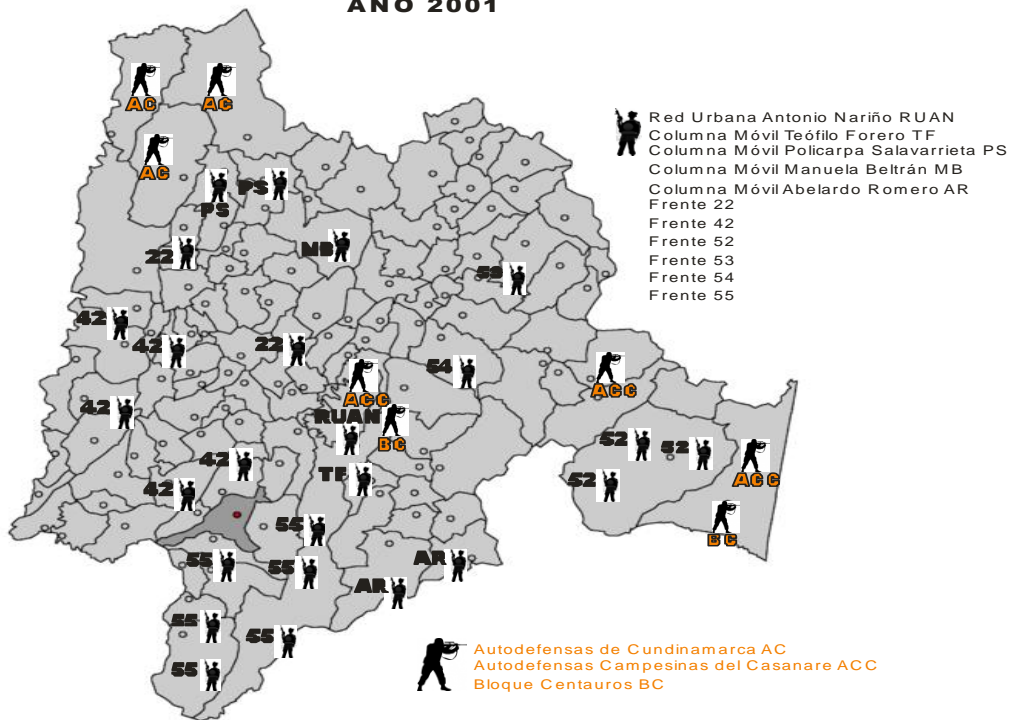 AÑO 2001
AC AC
AC
PS
PS
22
MB
53
42
42
22
54
ACC
ACC
42
RUAN
BC
52
52
ACC
42
TF
52
42
BC
55
55
55
AR
AR
55
55
55
Red Urbana Antonio Nariño RUAN
Columna Móvil Teófilo Forero TF
Columna Móvil Policarpa Salavarrieta PS
Columna Móvil Manuela Beltrán MB
Columna Móvil Abelardo Romero AR
Frente 22
Frente 42
Frente 52
Frente 53
Frente 54
Frente 55
Autodefensas de Cundinamarca AC
Autodefensas Campesinas del Casanare ACC
Bloque Centauros BC